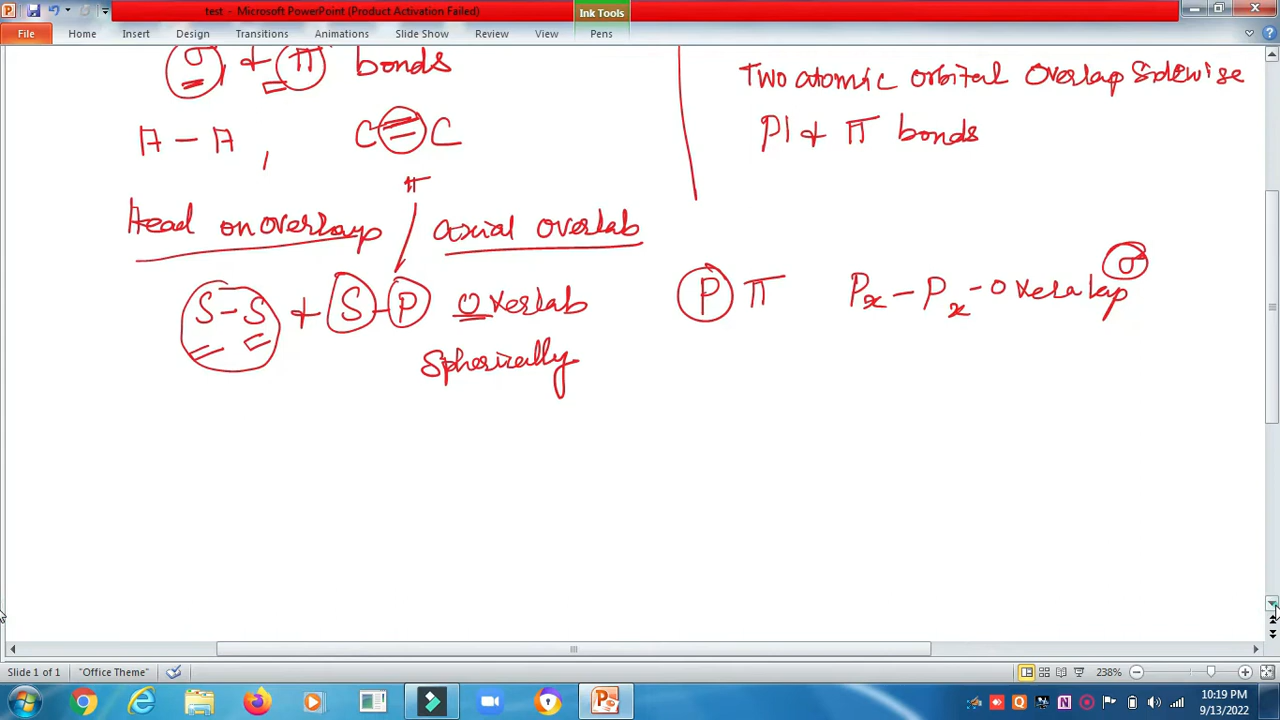 test - Microsoft PowerPoint (Product Activation Failed)
Ink Tools
File Home Insert Design Transitions Animations Slide Show Review View Pens
σ, + π bonds
A - A , C = C
π
Head on overlap / axial overlab
S - S + S - P overlab
Spherically
Two atomic orbital overlap sidewise
PI + π bonds
P π Px - Px - overalap σ
Slide 1 of 1 "Office Theme" 238%
10:19 PM
9/13/2022